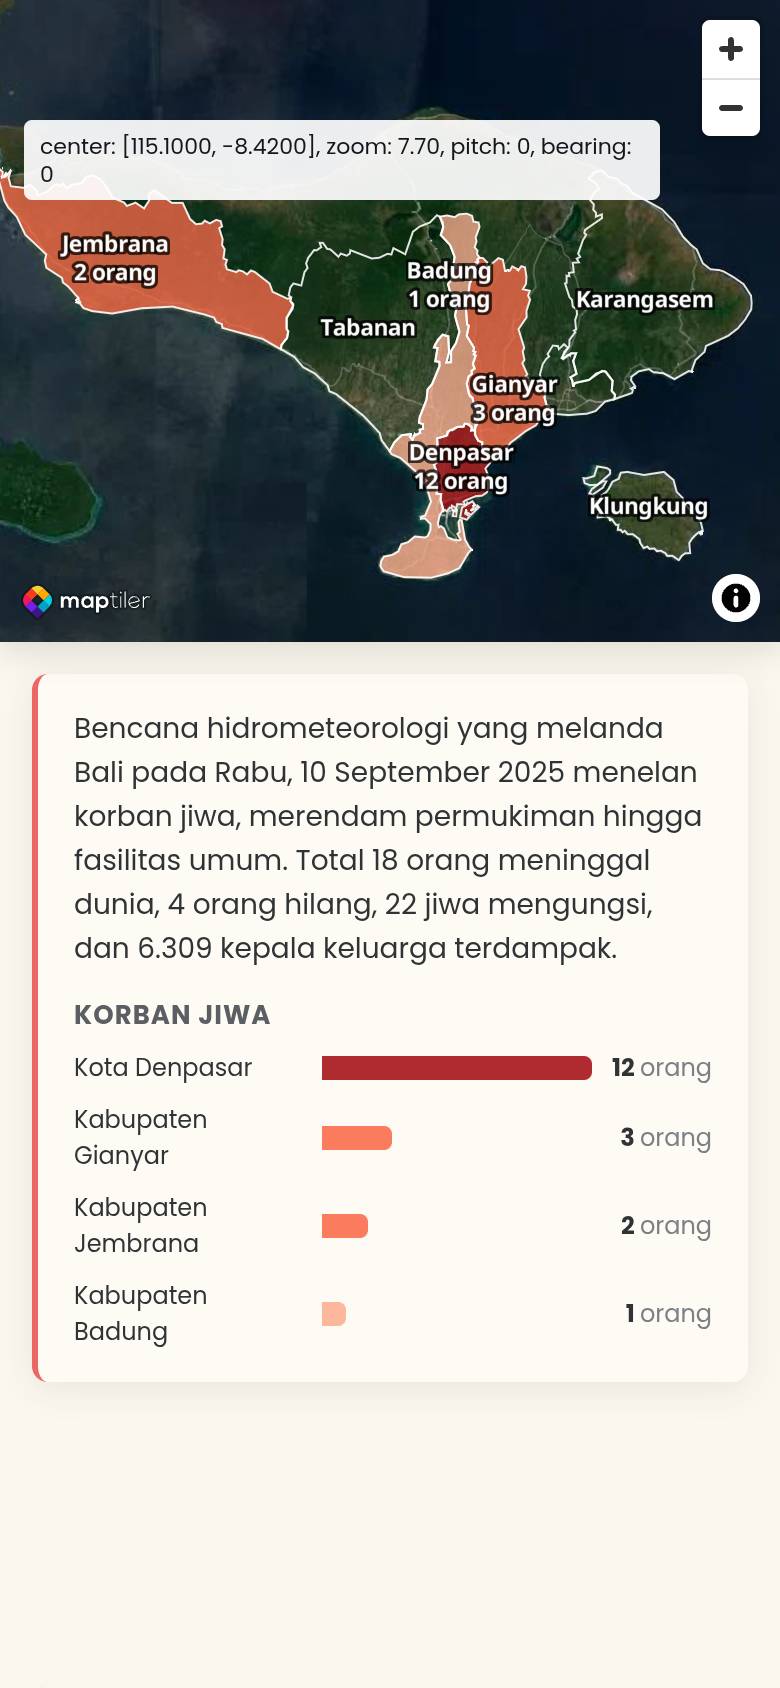 +
−
center: [115.1000, -8.4200], zoom: 7.70, pitch: 0, bearing:
0
Jembrana
2 orang
Badung
1 orang
Karangasem
Tabanan
Gianyar
3 orang
Denpasar
12 orang
Klungkung
maptiler
Bencana hidrometeorologi yang melanda
Bali pada Rabu, 10 September 2025 menelan
korban jiwa, merendam permukiman hingga
fasilitas umum. Total 18 orang meninggal
dunia, 4 orang hilang, 22 jiwa mengungsi,
dan 6.309 kepala keluarga terdampak.
KORBAN JIWA
Kota Denpasar 12 orang
Kabupaten
Gianyar 3 orang
Kabupaten
Jembrana 2 orang
Kabupaten
Badung 1 orang